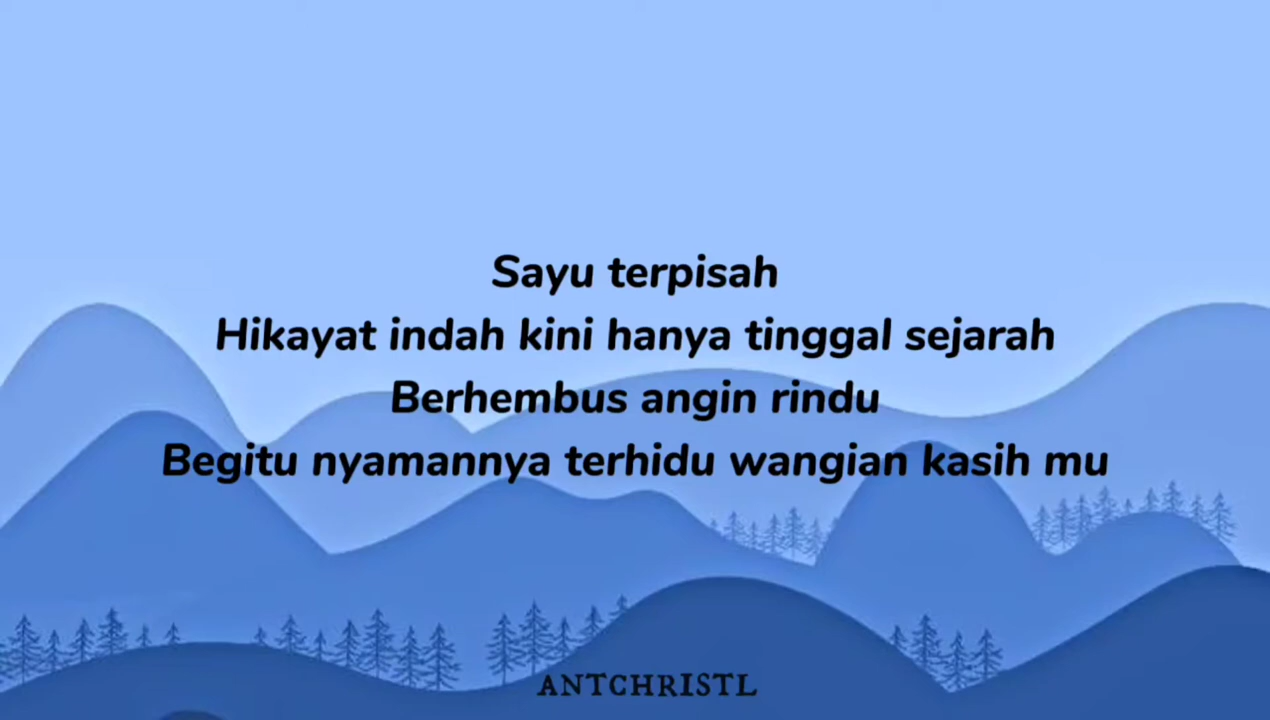 Sayu terpisah
Hikayat indah kini hanya tinggal sejarah
Berhembus angin rindu
Begitu nyamannya terhidu wangian kasih mu
ANTCHRISTL